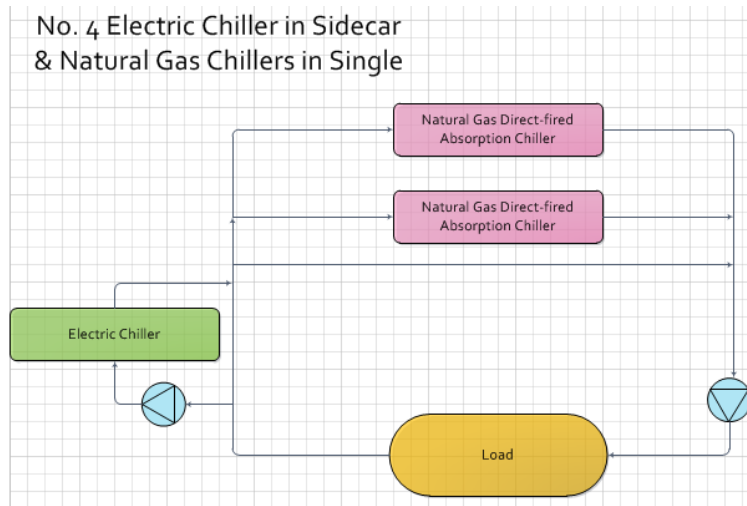 No. 4 Electric Chiller in Sidecar
& Natural Gas Chillers in Single
Natural Gas Direct-fired
Absorption Chiller
Natural Gas Direct-fired
Absorption Chiller
Electric Chiller
Load